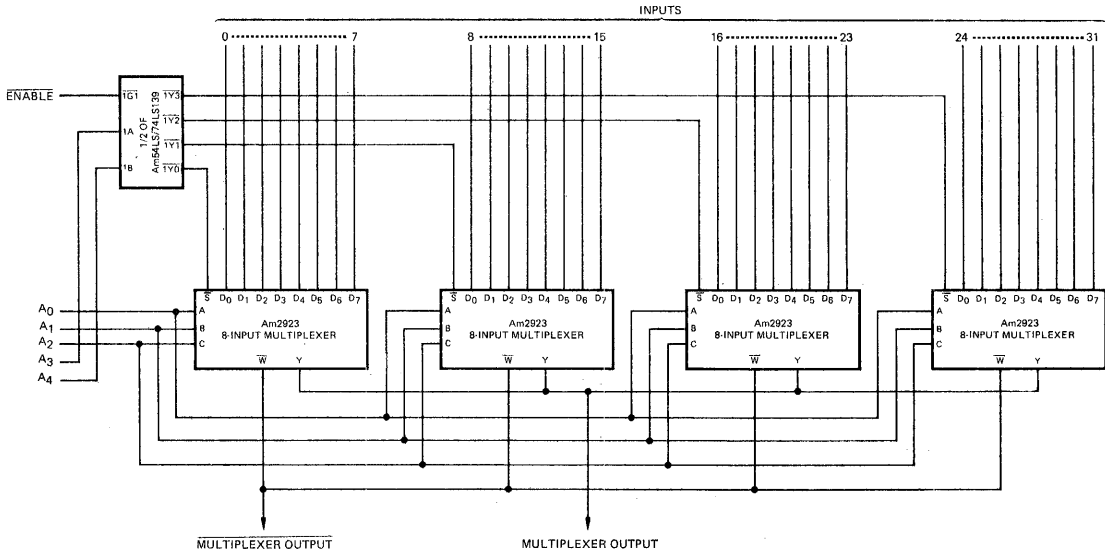 INPUTS
0 7 8 15 16 23 24 31
ENABLE
1G1 1Y3
1A 1Y2
1Y1
1B 1Y0
1/2 OF
Am54LS/74LS139
S D0 D1 D2 D3 D4 D5 D6 D7
A
B
C
Am2923
8-INPUT MULTIPLEXER
W Y
S D0 D1 D2 D3 D4 D5 D6 D7
A
B
C
Am2923
8-INPUT MULTIPLEXER
W Y
S D0 D1 D2 D3 D4 D5 D6 D7
A
B
C
Am2923
8-INPUT MULTIPLEXER
W Y
S D0 D1 D2 D3 D4 D5 D6 D7
A
B
C
Am2923
8-INPUT MULTIPLEXER
W Y
A0
A1
A2
A3
A4
MULTIPLEXER OUTPUT
MULTIPLEXER OUTPUT